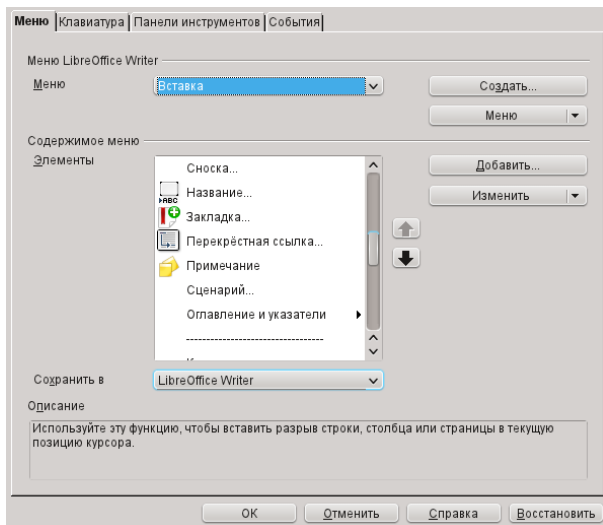 Меню Клавиатура Панели инструментов События
Меню LibreOffice Writer
Меню Вставка Создать...
Меню
Содержимое меню
Элементы Добавить...
Изменить
Сноска...
ABC Название...
Закладка...
Перекрёстная ссылка...
Примечание
Сценарий...
Оглавление и указатели
Сохранить в LibreOffice Writer
Описание
Используйте эту функцию, чтобы вставить разрыв строки, столбца или страницы в текущую
позицию курсора.
ОК Отменить Справка Восстановить